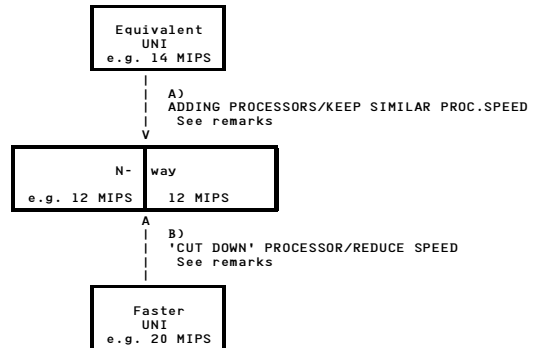 Equivalent
UNI
e.g. 14 MIPS
A)
ADDING PROCESSORS/KEEP SIMILAR PROC.SPEED
See remarks
V
N- way
e.g. 12 MIPS 12 MIPS
A
B)
'CUT DOWN' PROCESSOR/REDUCE SPEED
See remarks
Faster
UNI
e.g. 20 MIPS